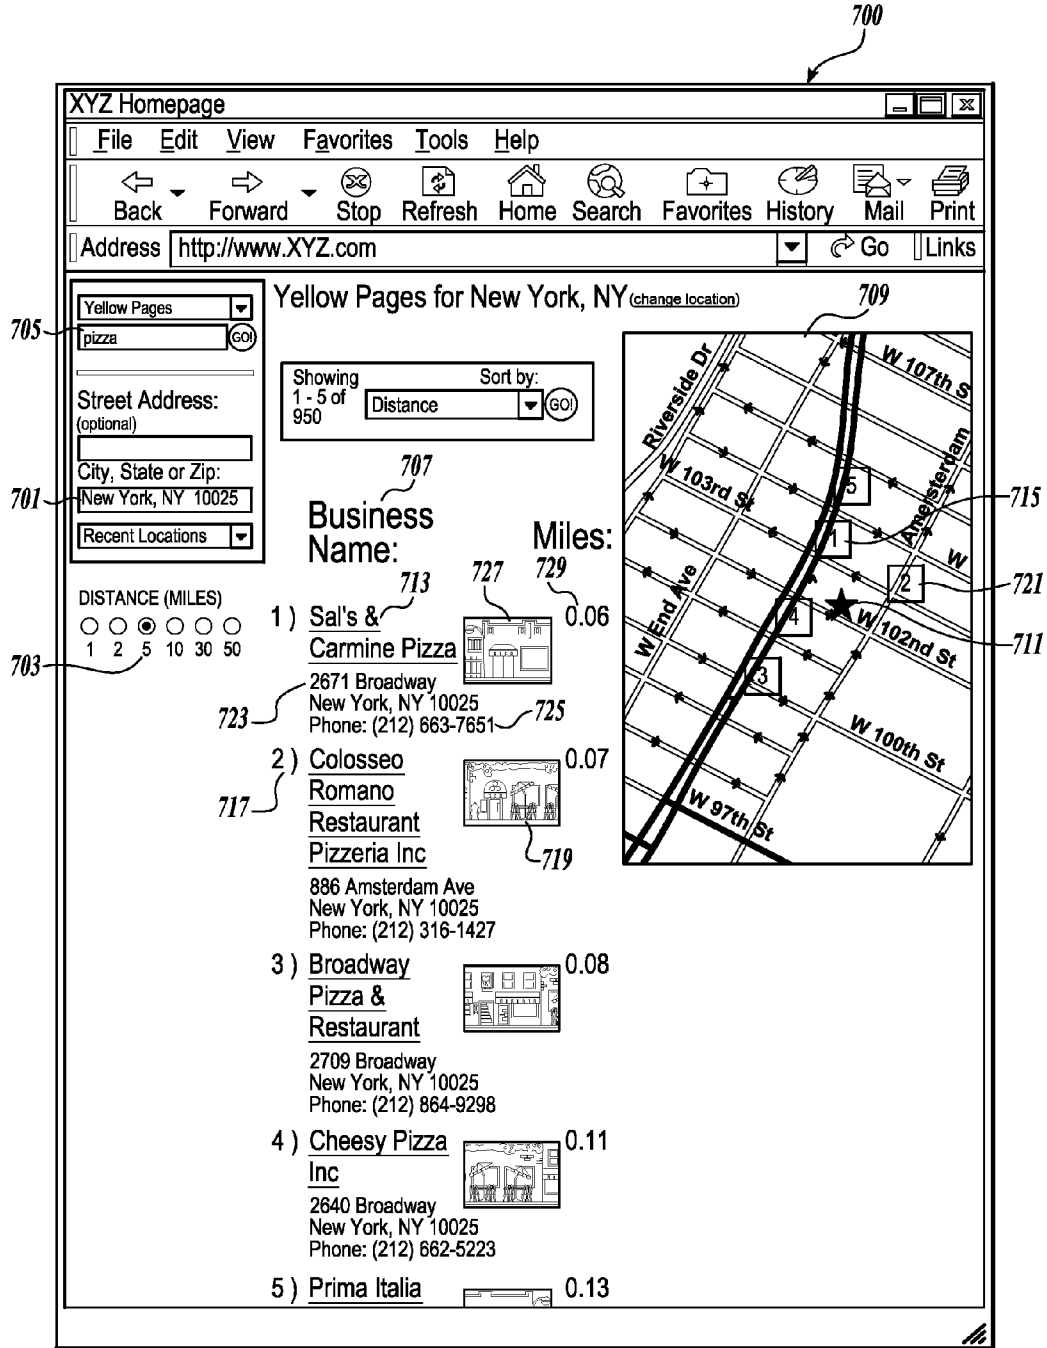 700
XYZ Homepage
File Edit View Favorites Tools Help
Back Forward Stop Refresh Home Search Favorites History Mail Print
Address http://www.XYZ.com Go Links
Yellow Pages
705 pizza GO!
Street Address:
(optional)
City, State or Zip:
701 New York, NY 10025
Recent Locations
DISTANCE (MILES)
1 2 5 10 30 50
703
Yellow Pages for New York, NY (change location)
Showing
1 - 5 of
950
Sort by:
Distance GO!
707
Business
Name:
Miles:
713 727 729
1 ) Sal's &
Carmine Pizza
0.06
2671 Broadway
New York, NY 10025
Phone: (212) 663-7651
723 725
2 ) Colosseo
Romano
Restaurant
Pizzeria Inc
0.07
717 719
886 Amsterdam Ave
New York, NY 10025
Phone: (212) 316-1427
3 ) Broadway
Pizza &
Restaurant
0.08
2709 Broadway
New York, NY 10025
Phone: (212) 864-9298
4 ) Cheesy Pizza
Inc
0.11
2640 Broadway
New York, NY 10025
Phone: (212) 662-5223
5 ) Prima Italia
0.13
709
Riverside Dr
W 107th S
W 103rd St
Amersterdam
5
715
1
W
2
721
W End Ave
4
W 102nd St
711
3
W 100th St
W 97th St